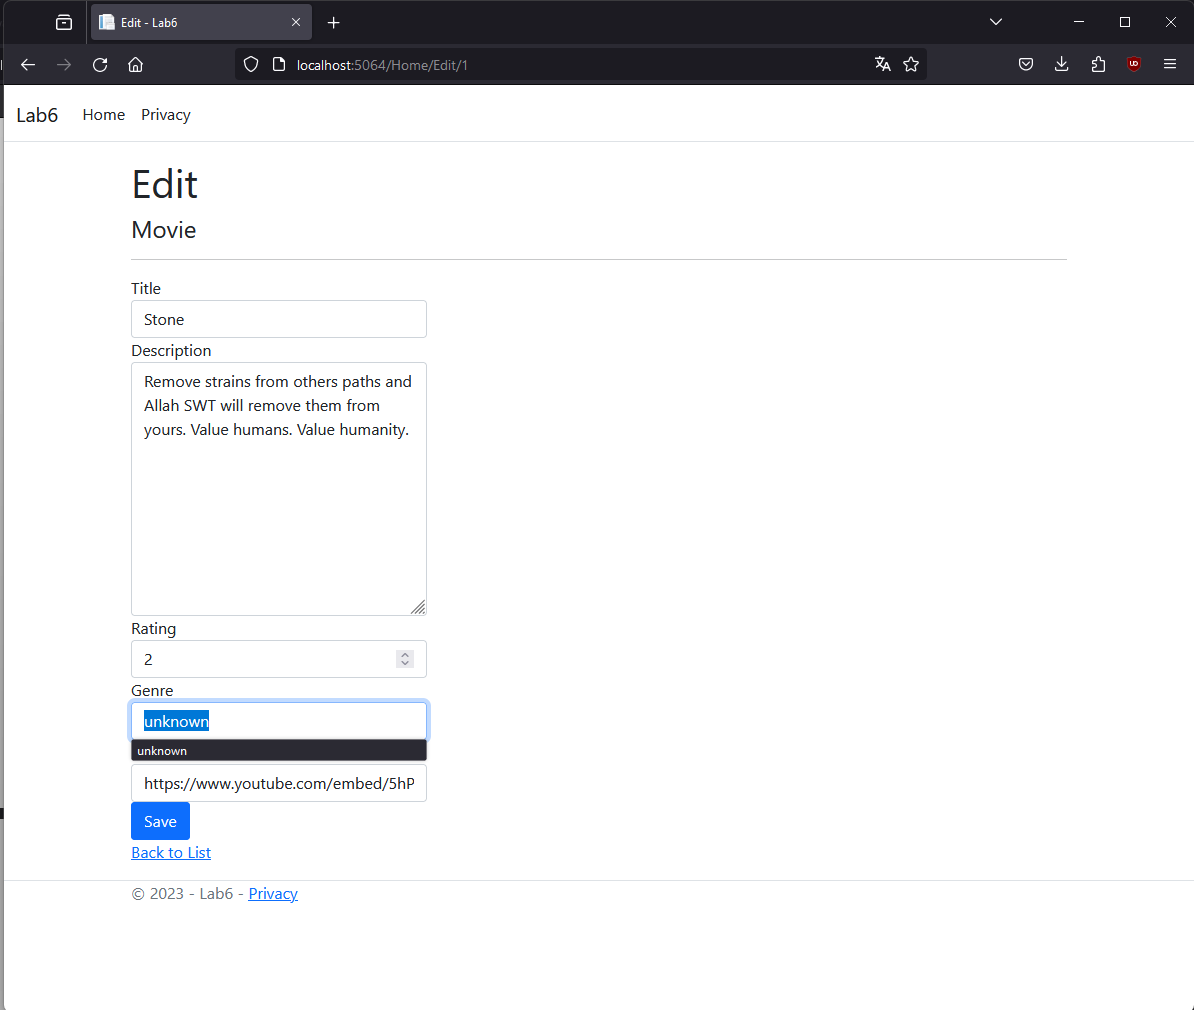 Edit - Lab6
localhost:5064/Home/Edit/1
Lab6 Home Privacy
Edit
Movie
Title
Stone
Description
Remove strains from others paths and
Allah SWT will remove them from
yours. Value humans. Value humanity.
Rating
2
Genre
unknown
unknown
https://www.youtube.com/embed/5hP
Save
Back to List
© 2023 - Lab6 - Privacy